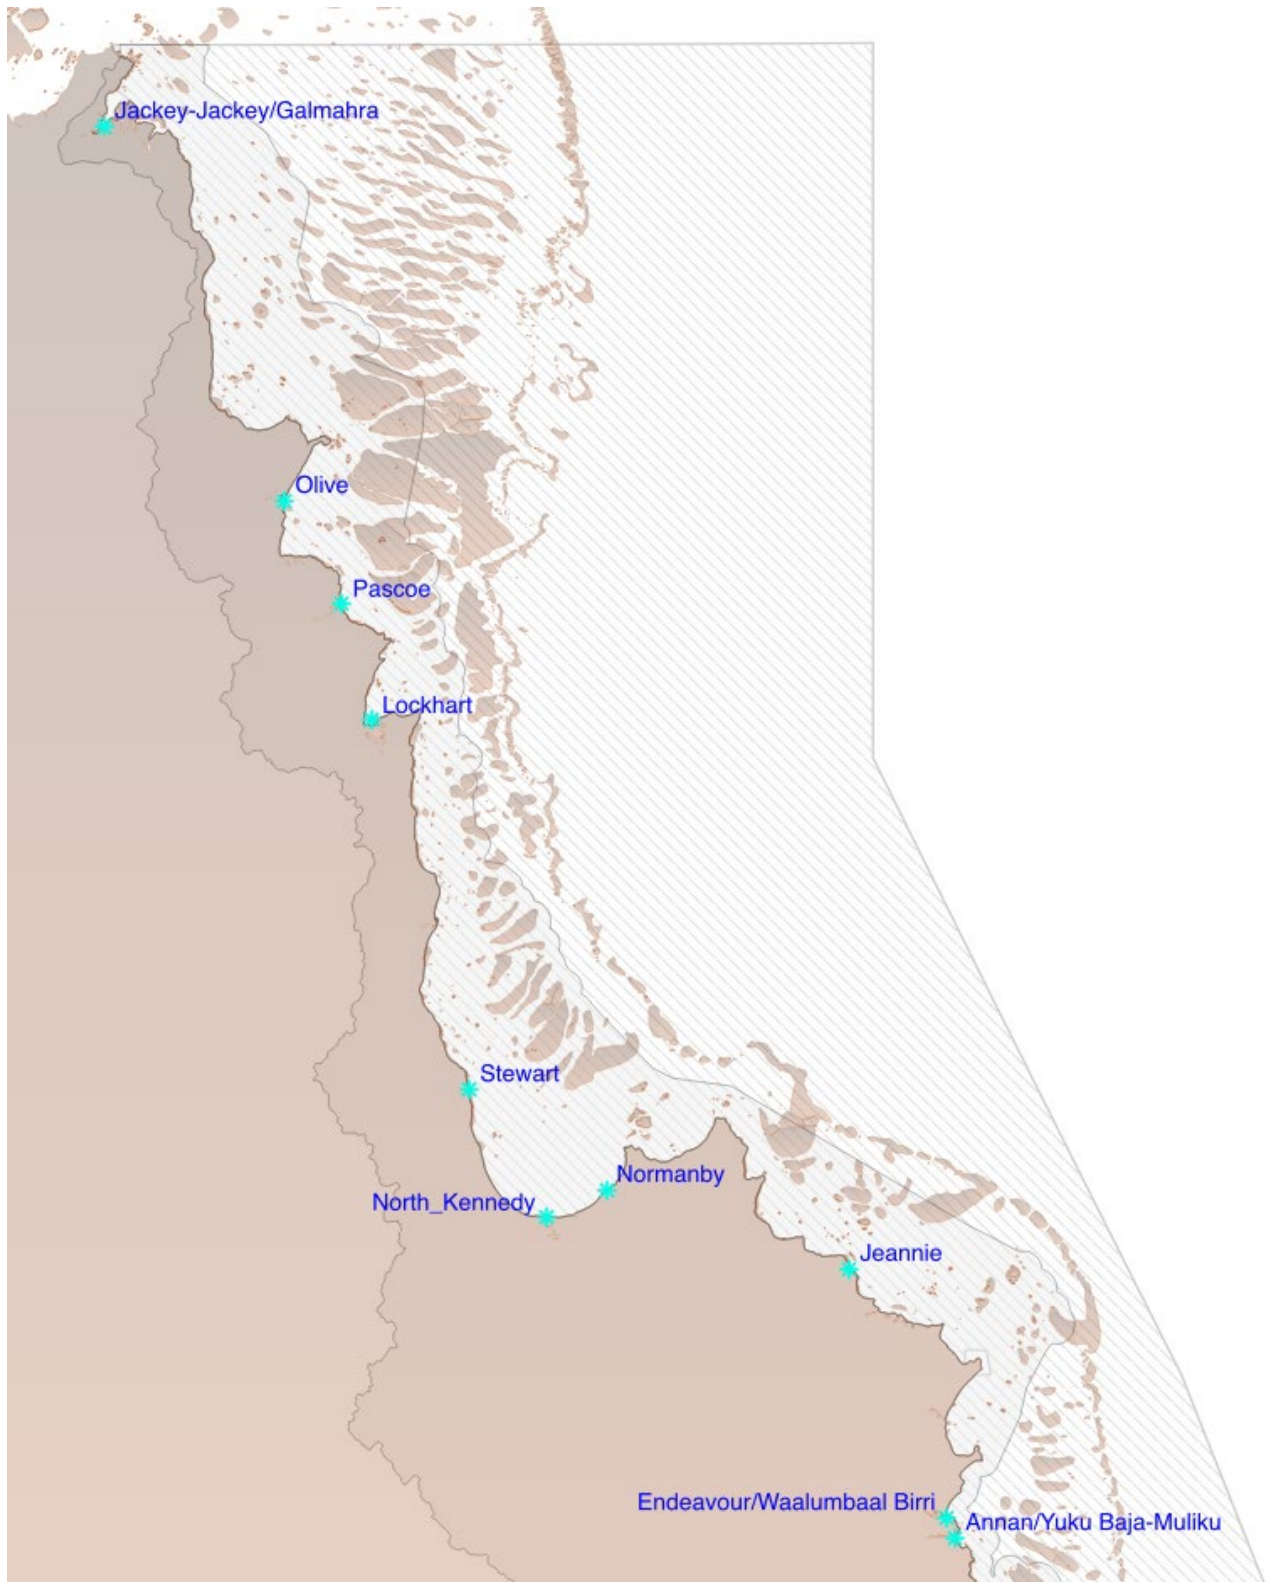 Jackey-Jackey/Galmahra
Olive
Pascoe
Lockhart
Stewart
Normanby
North_Kennedy
Jeannie
Endeavour/Waalumbaal Birri
Annan/Yuku Baja-Muliku